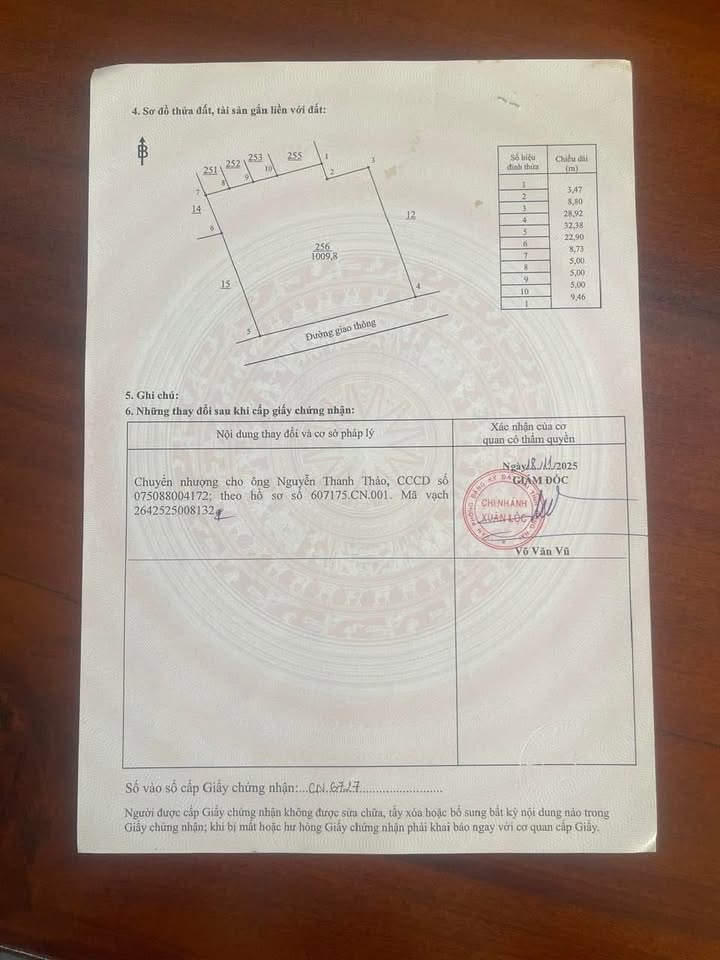 4. Sơ đồ thửa đất, tài sản gắn liền với đất:
B
251 252 253 255
1
3
2
7 8 9 10
14
12
6
256
1009,8
15
4
5
Đường giao thông
Số hiệu đỉnh thửa
Chiều dài (m)
1
3,47
2
8,80
3
28,92
4
32,38
5
22,90
6
8,73
7
5,00
8
5,00
9
5,00
10
9,46
1
5. Ghi chú:
6. Những thay đổi sau khi cấp giấy chứng nhận:
Nội dung thay đổi và cơ sở pháp lý
Xác nhận của cơ
quan có thẩm quyền
Chuyển nhượng cho ông Nguyễn Thanh Thảo, CCCD số
075088004172; theo hồ sơ số 607175.CN.001. Mã vạch
2642525008132
Ngày 18/11/2025
GIÁM ĐỐC
CHI NHÁNH
XUÂN LỘC
Võ Văn Vũ
Số vào sổ cấp Giấy chứng nhận:...CN.6727........................
Người được cấp Giấy chứng nhận không được sửa chữa, tẩy xóa hoặc bổ sung bất kỳ nội dung nào trong
Giấy chứng nhận; khi bị mất hoặc hư hỏng Giấy chứng nhận phải khai báo ngay với cơ quan cấp Giấy.